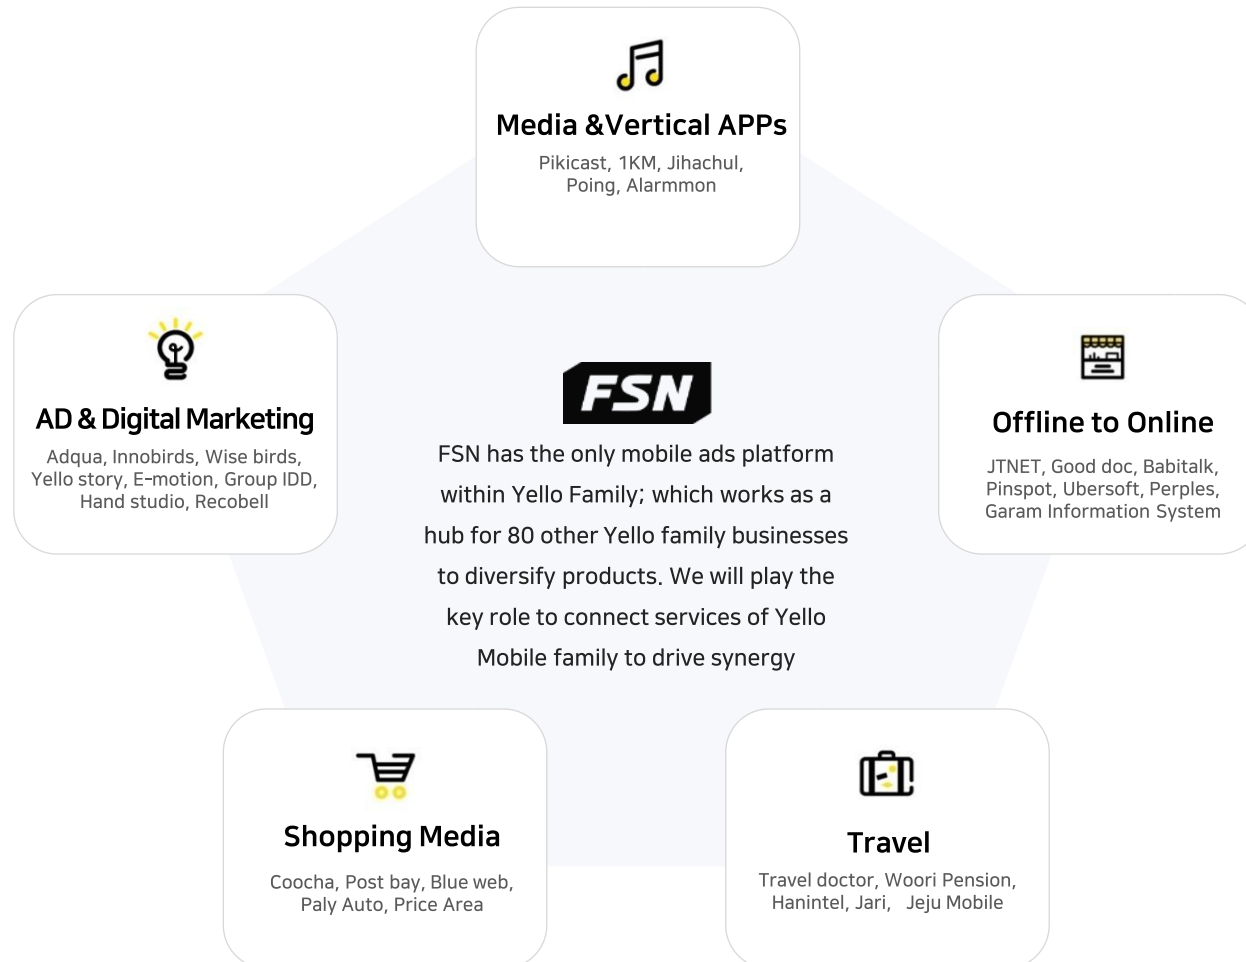 Media &Vertical APPs
Pikicast, 1KM, Jihachul,
Poing, Alarmmon
AD & Digital Marketing
Adqua, Innobirds, Wise birds,
Yello story, E-motion, Group IDD,
Hand studio, Recobell
FSN
FSN has the only mobile ads platform
within Yello Family; which works as a
hub for 80 other Yello family businesses
to diversify products. We will play the
key role to connect services of Yello
Mobile family to drive synergy
Offline to Online
JTNET, Good doc, Babitalk,
Pinspot, Ubersoft, Perples,
Garam Information System
Shopping Media
Coocha, Post bay, Blue web,
Paly Auto, Price Area
Travel
Travel doctor, Woori Pension,
Hanintel, Jari, Jeju Mobile